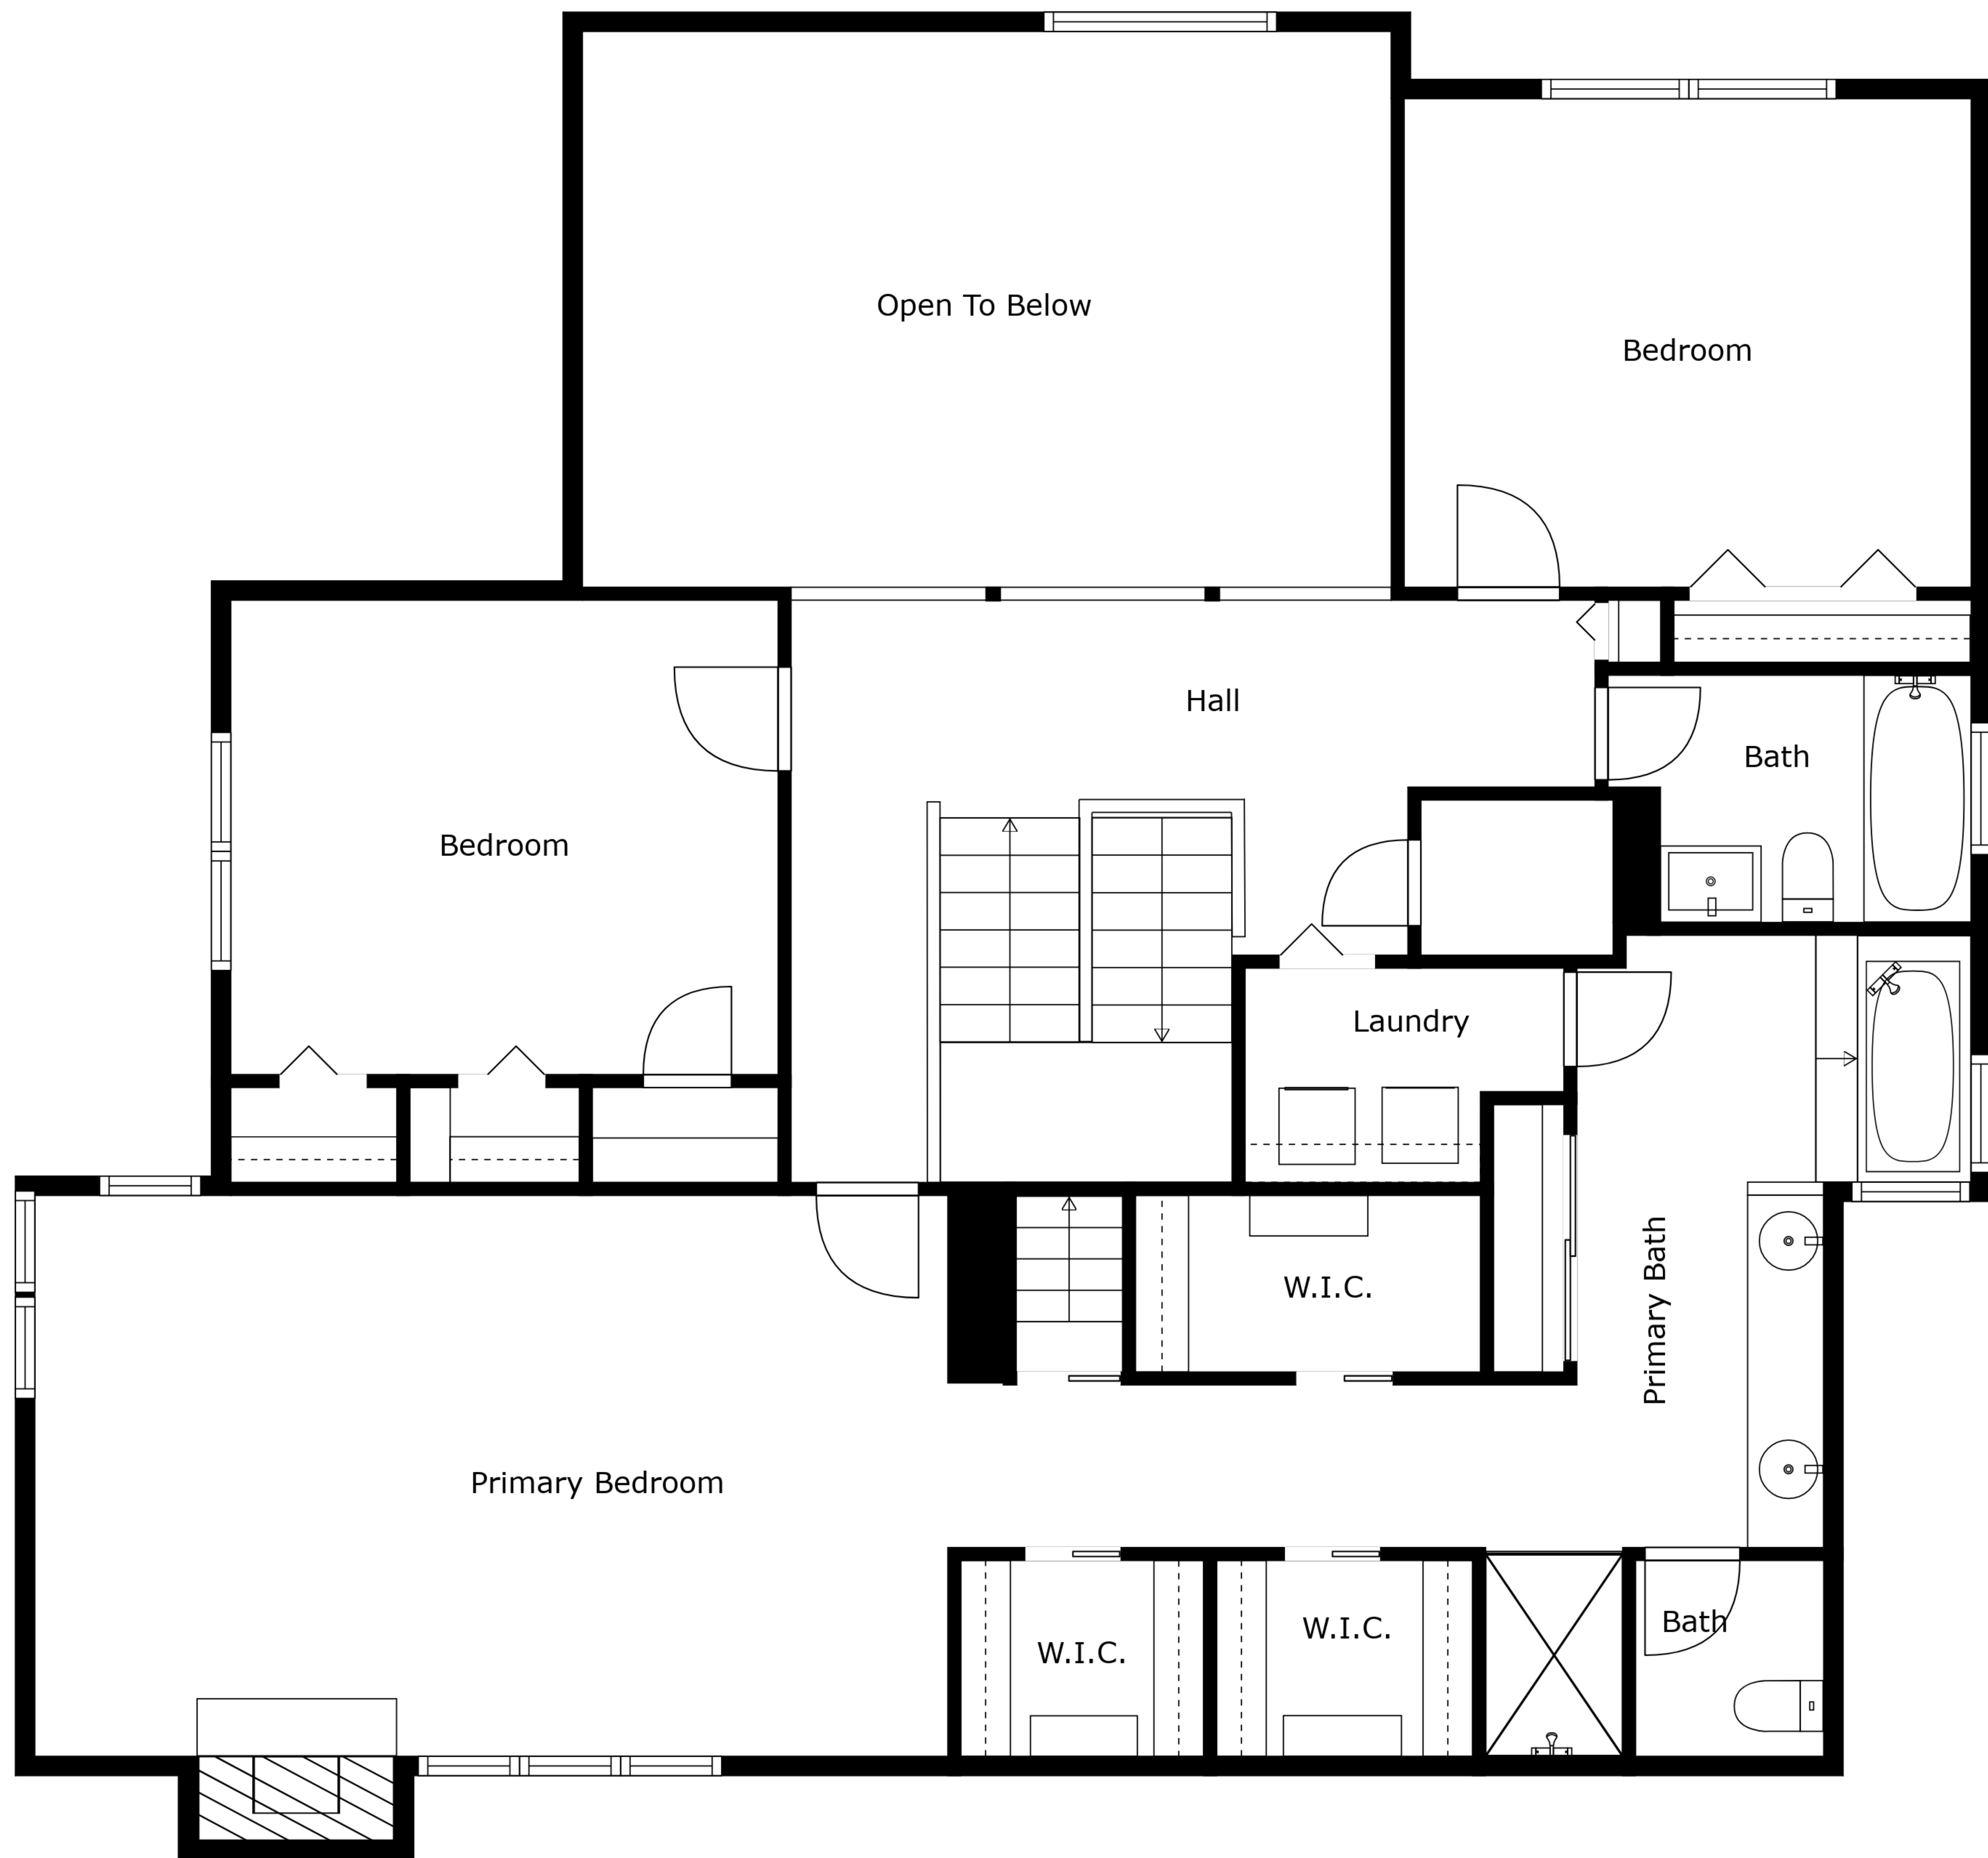 Open To Below
Bedroom
Hall
Bath
Bedroom
Laundry
W.I.C.
Primary Bath
Primary Bedroom
W.I.C.
W.I.C.
Bath